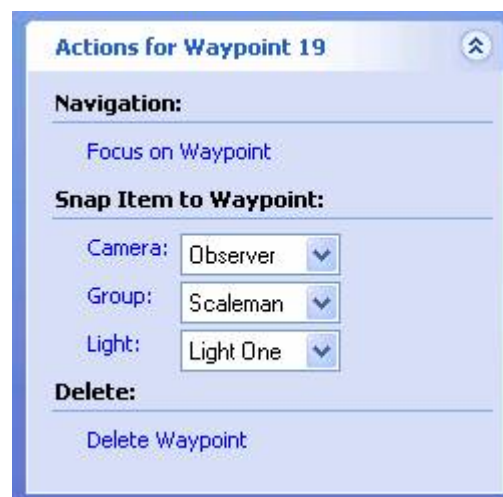 Actions for Waypoint 19
Navigation:
Focus on Waypoint
Snap Item to Waypoint:
Camera: Observer
Group: Scaleman
Light: Light One
Delete:
Delete Waypoint